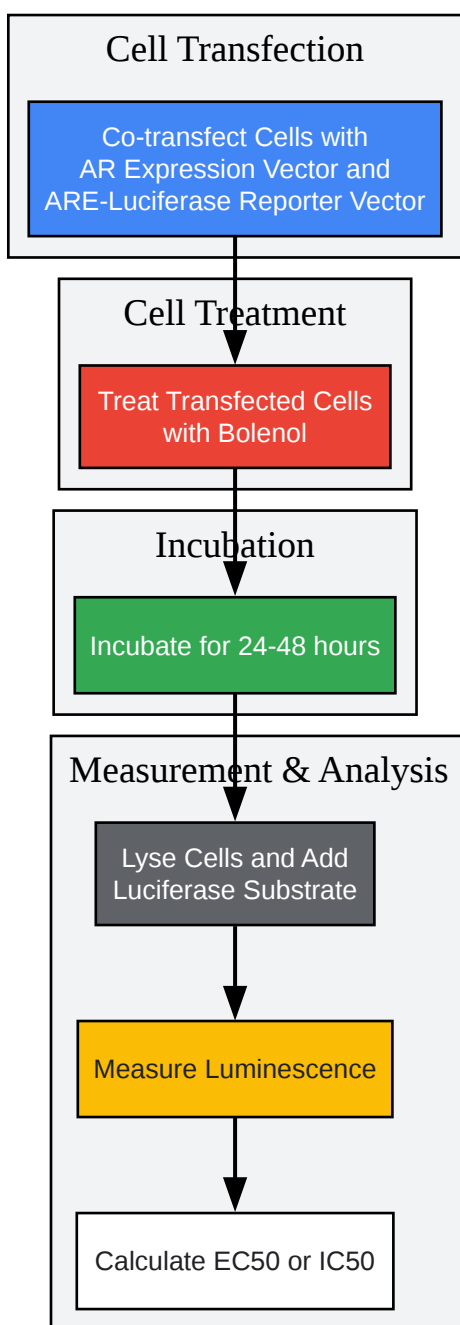 Cell Transfection
Co-transfect Cells with
AR Expression Vector and
ARE-Luciferase Reporter Vector
Cell Treatment
Treat Transfected Cells
with Bolenol
Incubation
Incubate for 24-48 hours
Measurement & Analysis
Lyse Cells and Add
Luciferase Substrate
Measure Luminescence
Calculate EC50 or IC50